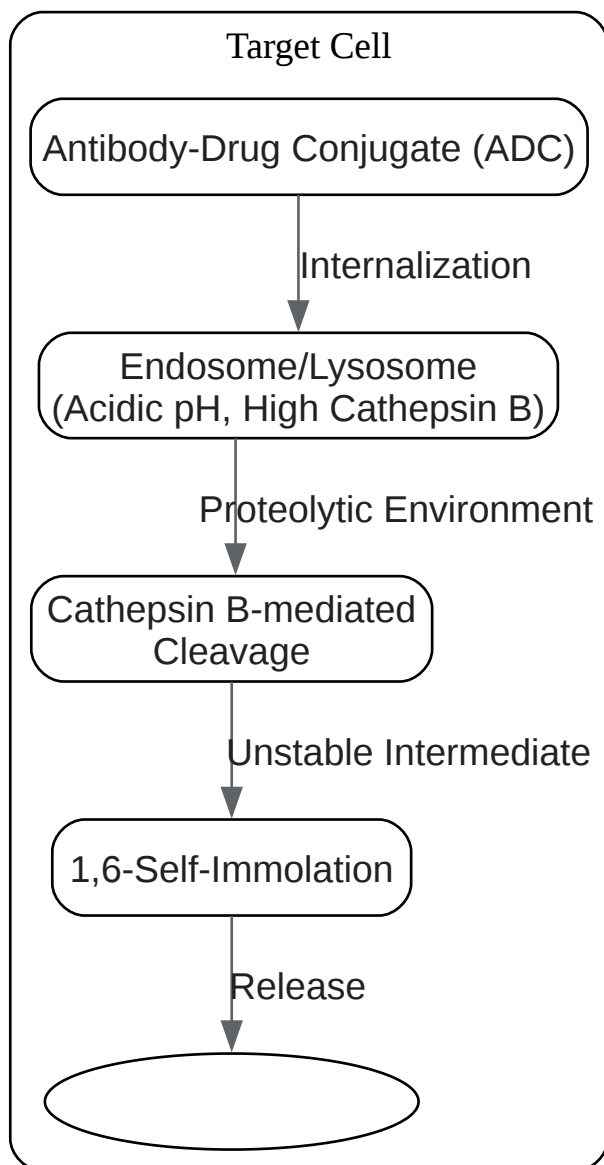 Target Cell
Antibody-Drug Conjugate (ADC)
Internalization
Endosome/Lysosome
(Acidic pH, High Cathepsin B)
Proteolytic Environment
Cathepsin B-mediated
Cleavage
Unstable Intermediate
1,6-Self-Immolation
Release